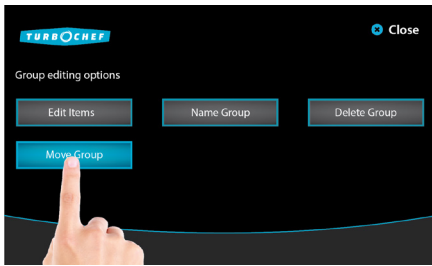 TURBOCHEF
Close
Group editing options
Edit Items
Name Group
Delete Group
Move Group